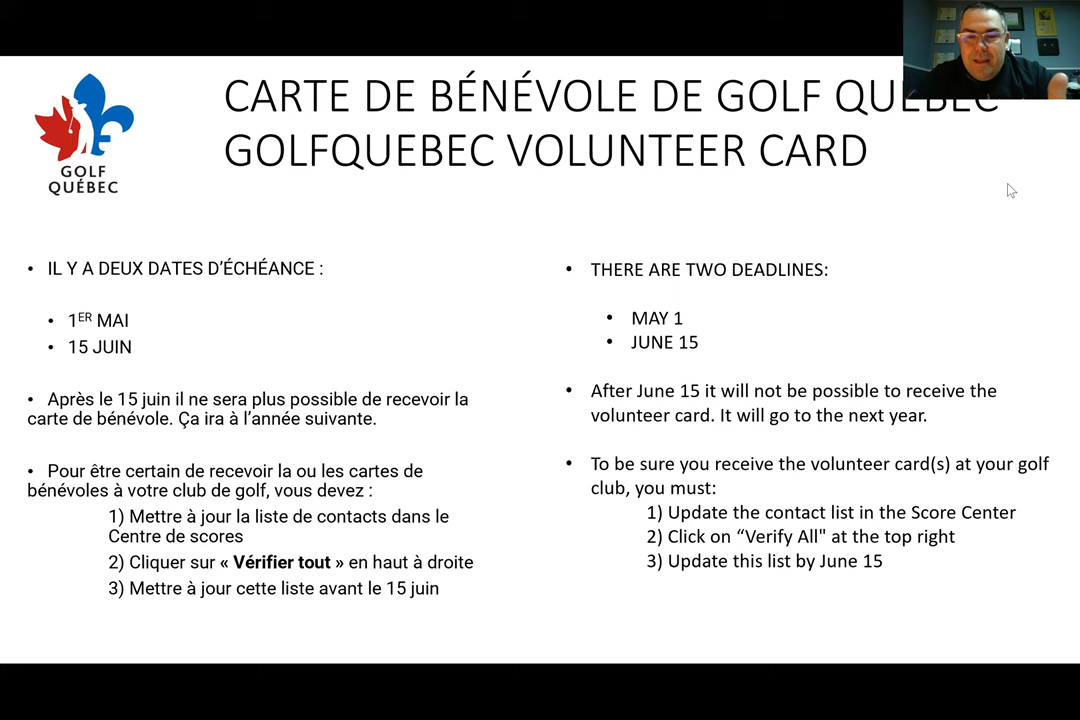 CARTE DE BÉNÉVOLE DE GOLF QUÉBEC
GOLFQUEBEC VOLUNTEER CARD
GOLF
QUÉBEC
• IL Y A DEUX DATES D'ÉCHÉANCE :
• 1ER MAI
• 15 JUIN
• Après le 15 juin il ne sera plus possible de recevoir la
carte de bénévole. Ça ira à l'année suivante.
• Pour être certain de recevoir la ou les cartes de
bénévoles à votre club de golf, vous devez :
1) Mettre à jour la liste de contacts dans le
Centre de scores
2) Cliquer sur « Vérifier tout » en haut à droite
3) Mettre à jour cette liste avant le 15 juin
• THERE ARE TWO DEADLINES:
• MAY 1
• JUNE 15
• After June 15 it will not be possible to receive the
volunteer card. It will go to the next year.
• To be sure you receive the volunteer card(s) at your golf
club, you must:
1) Update the contact list in the Score Center
2) Click on “Verify All" at the top right
3) Update this list by June 15